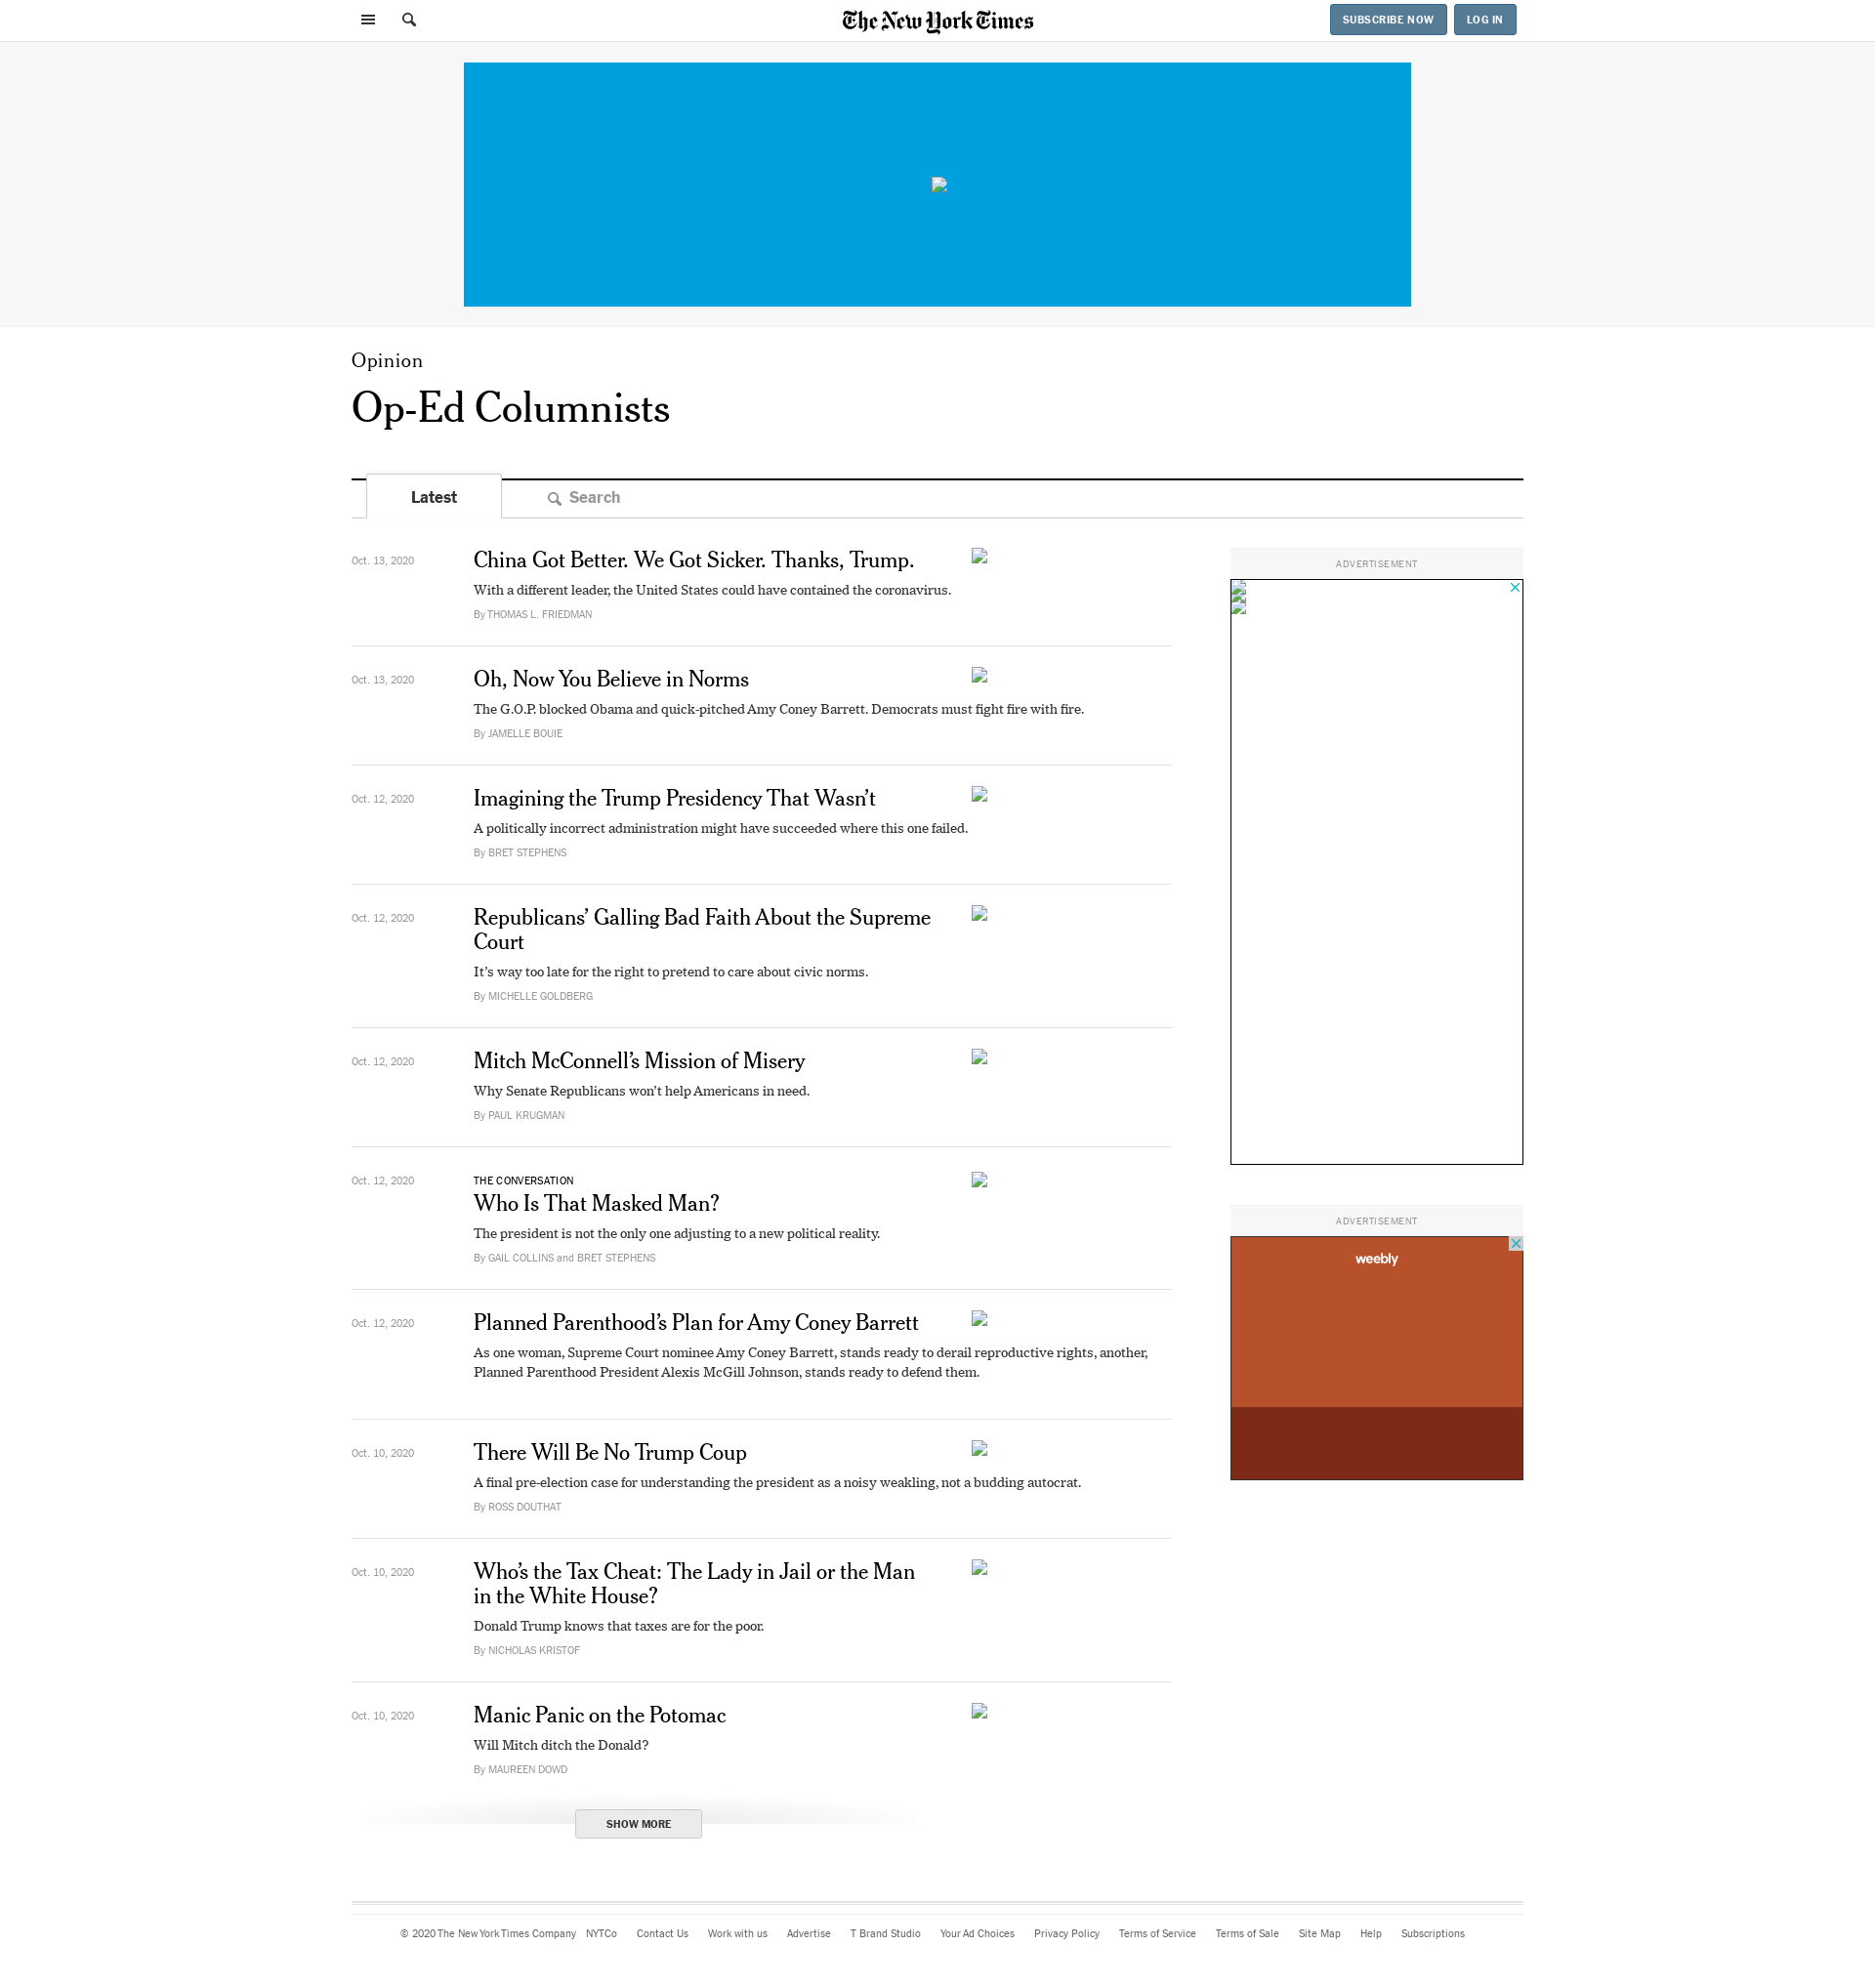 The New York Times
SUBSCRIBE NOW
LOG IN
Opinion
Op-Ed Columnists
Latest
Search
Oct. 13, 2020
China Got Better. We Got Sicker. Thanks, Trump.
With a different leader, the United States could have contained the coronavirus.
By THOMAS L. FRIEDMAN
Oct. 13, 2020
Oh, Now You Believe in Norms
The G.O.P. blocked Obama and quick-pitched Amy Coney Barrett. Democrats must fight fire with fire.
By JAMELLE BOUIE
Oct. 12, 2020
Imagining the Trump Presidency That Wasn’t
A politically incorrect administration might have succeeded where this one failed.
By BRET STEPHENS
Oct. 12, 2020
Republicans’ Galling Bad Faith About the Supreme
Court
It’s way too late for the right to pretend to care about civic norms.
By MICHELLE GOLDBERG
Oct. 12, 2020
Mitch McConnell’s Mission of Misery
Why Senate Republicans won’t help Americans in need.
By PAUL KRUGMAN
Oct. 12, 2020
THE CONVERSATION
Who Is That Masked Man?
The president is not the only one adjusting to a new political reality.
By GAIL COLLINS and BRET STEPHENS
Oct. 12, 2020
Planned Parenthood’s Plan for Amy Coney Barrett
As one woman, Supreme Court nominee Amy Coney Barrett, stands ready to derail reproductive rights, another,
Planned Parenthood President Alexis McGill Johnson, stands ready to defend them.
Oct. 10, 2020
There Will Be No Trump Coup
A final pre-election case for understanding the president as a noisy weakling, not a budding autocrat.
By ROSS DOUTHAT
Oct. 10, 2020
Who’s the Tax Cheat: The Lady in Jail or the Man
in the White House?
Donald Trump knows that taxes are for the poor.
By NICHOLAS KRISTOF
Oct. 10, 2020
Manic Panic on the Potomac
Will Mitch ditch the Donald?
By MAUREEN DOWD
SHOW MORE
ADVERTISEMENT
ADVERTISEMENT
weebly
© 2020 The New York Times Company NYTCo Contact Us Work with us Advertise T Brand Studio Your Ad Choices Privacy Policy Terms of Service Terms of Sale Site Map Help Subscriptions